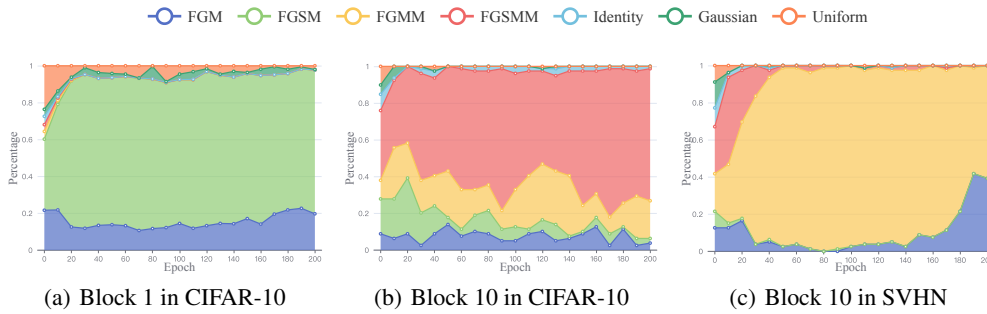 FGM FGSM FGMM FGSMM Identity Gaussian Uniform
Percentage
1
0.8
0.6
0.4
0.2
0
0 20 40 60 80 100 120 140 160 180 200
Epoch
(a) Block 1 in CIFAR-10
Percentage
1
0.8
0.6
0.4
0.2
0
0 20 40 60 80 100 120 140 160 180 200
Epoch
(b) Block 10 in CIFAR-10
Percentage
1
0.8
0.6
0.4
0.2
0
0 20 40 60 80 100 120 140 160 180 200
Epoch
(c) Block 10 in SVHN